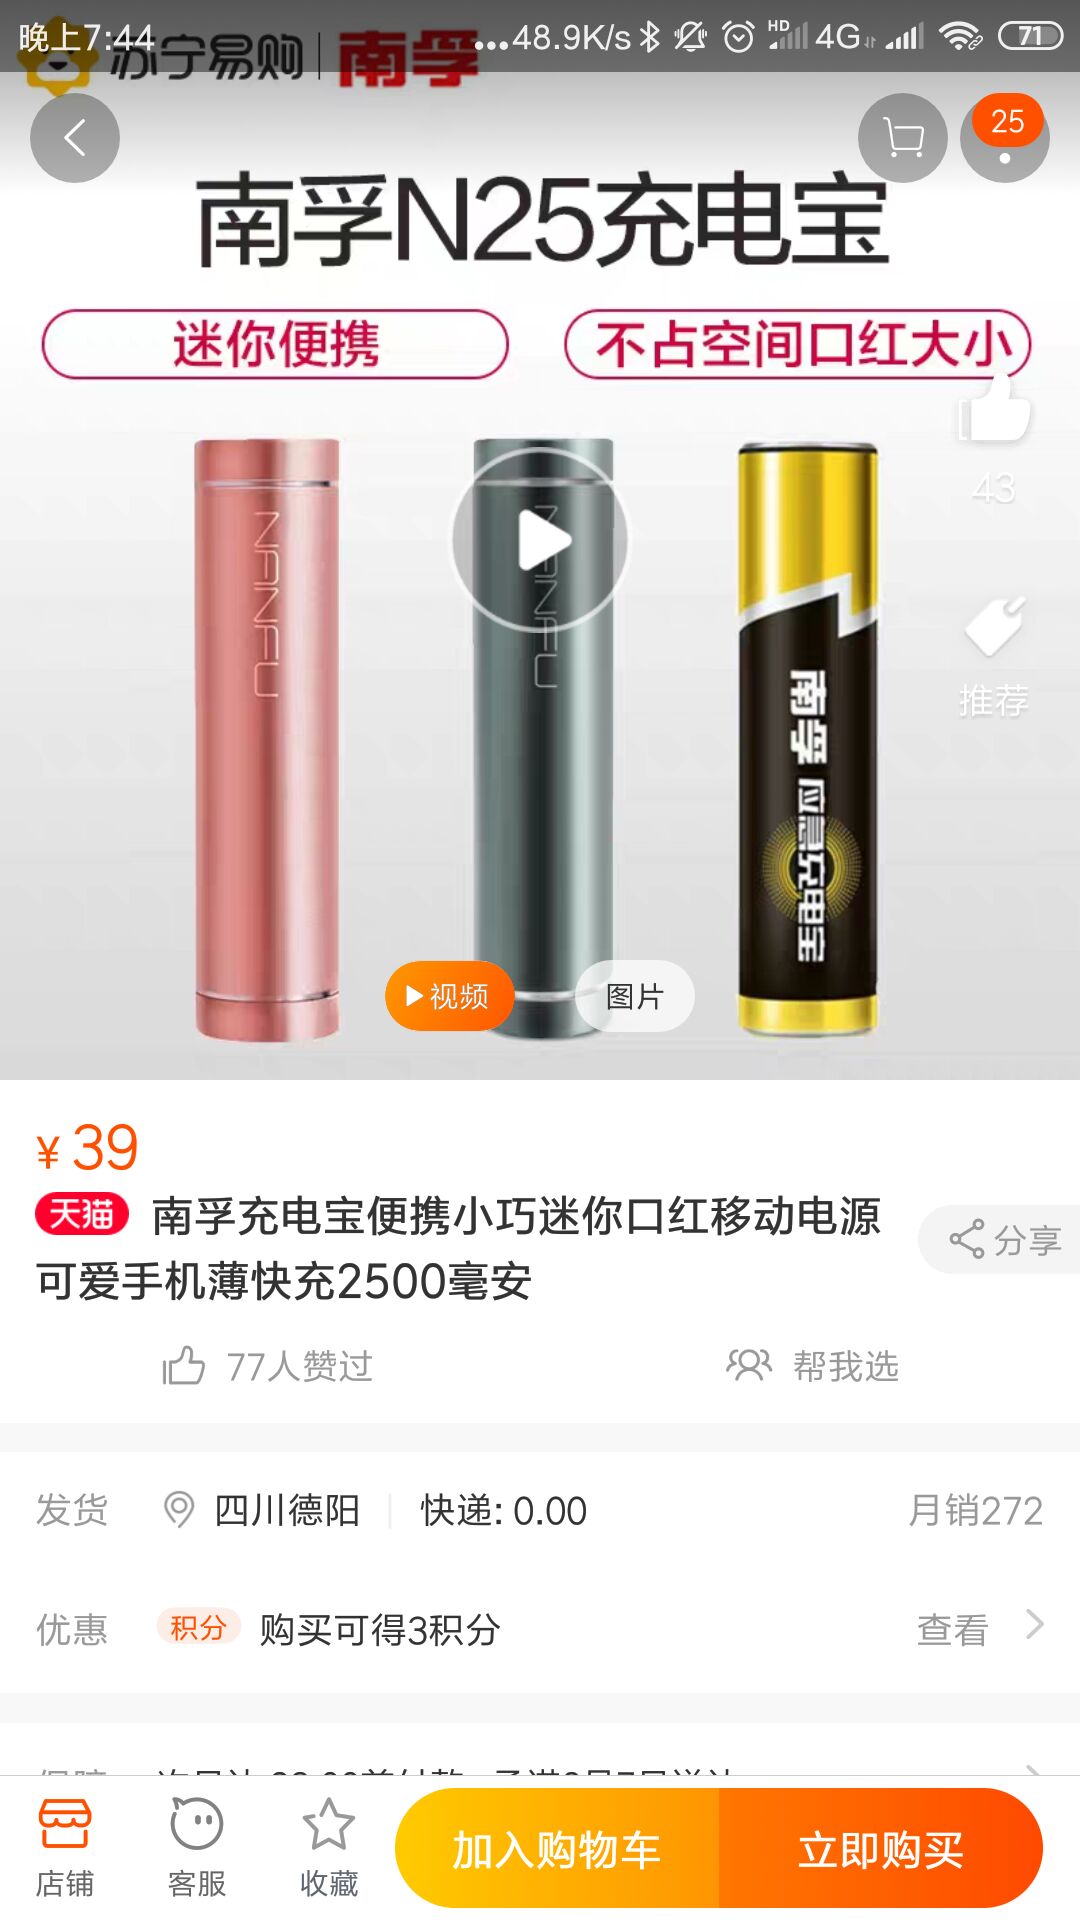 晚上7:44
...48.9K/s
HD
4G
71
苏宁易购
南孚
25
南孚N25充电宝
迷你便携
不占空间口红大小
43
NANFU
NANFU
南孚 应急充电宝
推荐
视频
图片
¥ 39
天猫 南孚充电宝便携小巧迷你口红移动电源
可爱手机薄快充2500毫安
分享
77人赞过
帮我选
发货 四川德阳 快递: 0.00 月销272
优惠 积分 购买可得3积分 查看
店铺
客服
收藏
加入购物车
立即购买